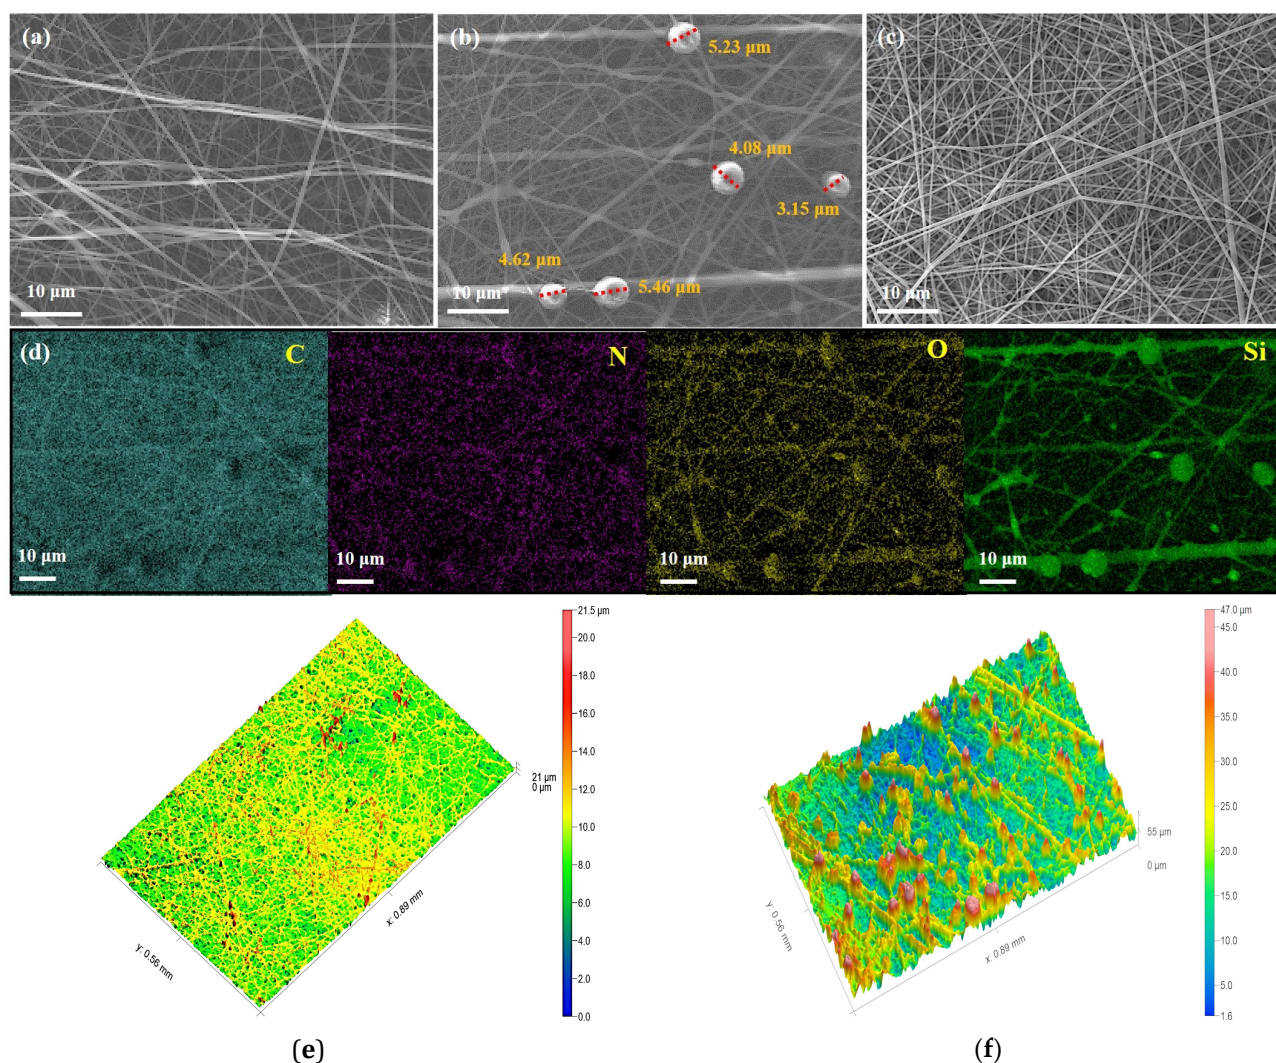 (a)
10 µm
(b)
5.23 µm
4.08 µm
3.15 µm
4.62 µm
5.46 µm
10 µm
(c)
10 µm
(d)
C
10 µm
N
10 µm
O
10 µm
Si
10 µm
21.5 µm
20.0
18.0
16.0
14.0
12.0
10.0
8.0
6.0
4.0
2.0
0.0
21 µm
0 µm
x: 0.89 mm
y: 0.56 mm
47.0 µm
45.0
40.0
35.0
30.0
25.0
20.0
15.0
10.0
5.0
1.6
55 µm
0 µm
x: 0.89 mm
y: 0.56 mm
(e)
(f)